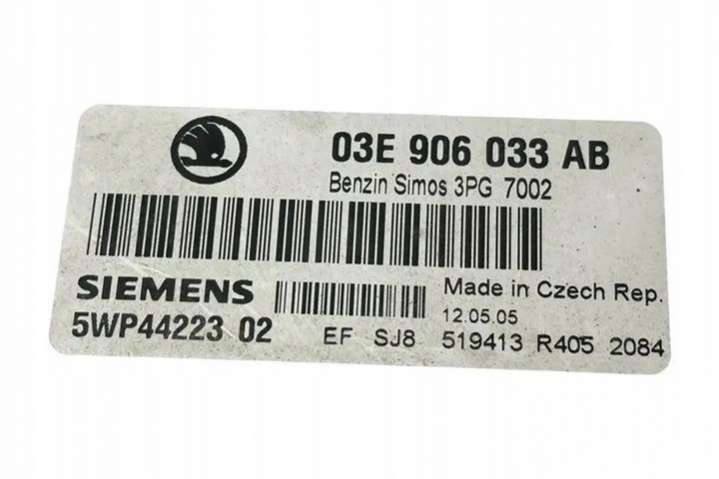 03E 906 033 AB
Benzin Simos 3PG 7002
SIEMENS
Made in Czech Rep.
12.05.05
5WP44223 02
EF SJ8 519413 R405 2084